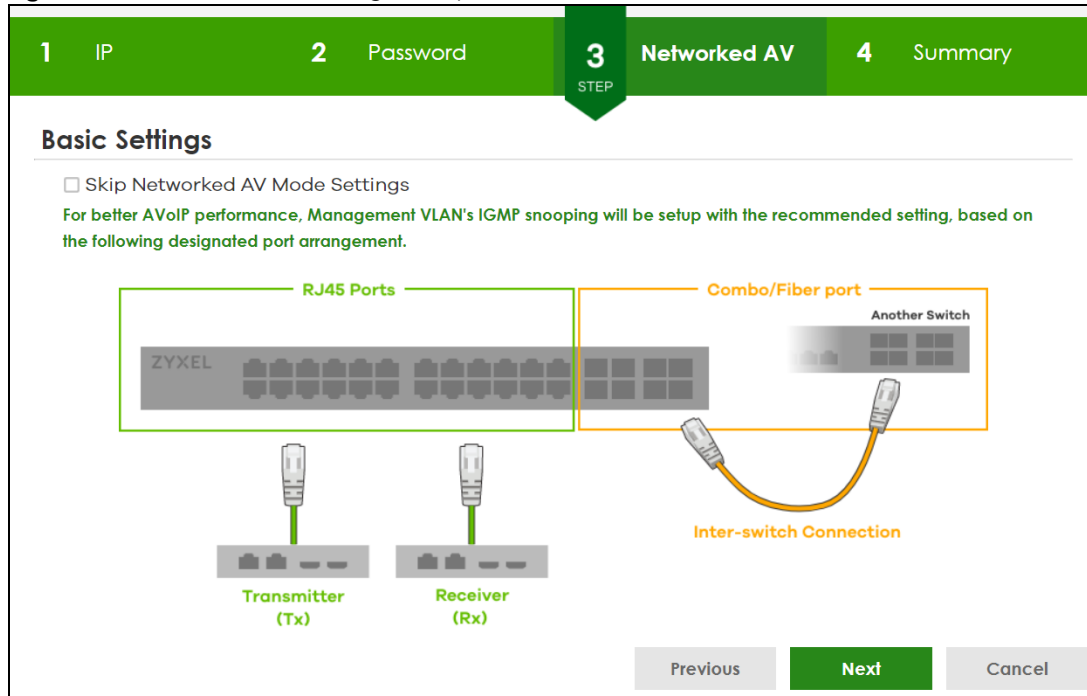 1 IP 2 Password 3 STEP Networked AV 4 Summary
Basic Settings
Skip Networked AV Mode Settings
For better AVoIP performance, Management VLAN's IGMP snooping will be setup with the recommended setting, based on
the following designated port arrangement.
RJ45 Ports
Combo/Fiber port
Another Switch
ZYXEL
Inter-switch Connection
Transmitter
(Tx)
Receiver
(Rx)
Previous Next Cancel